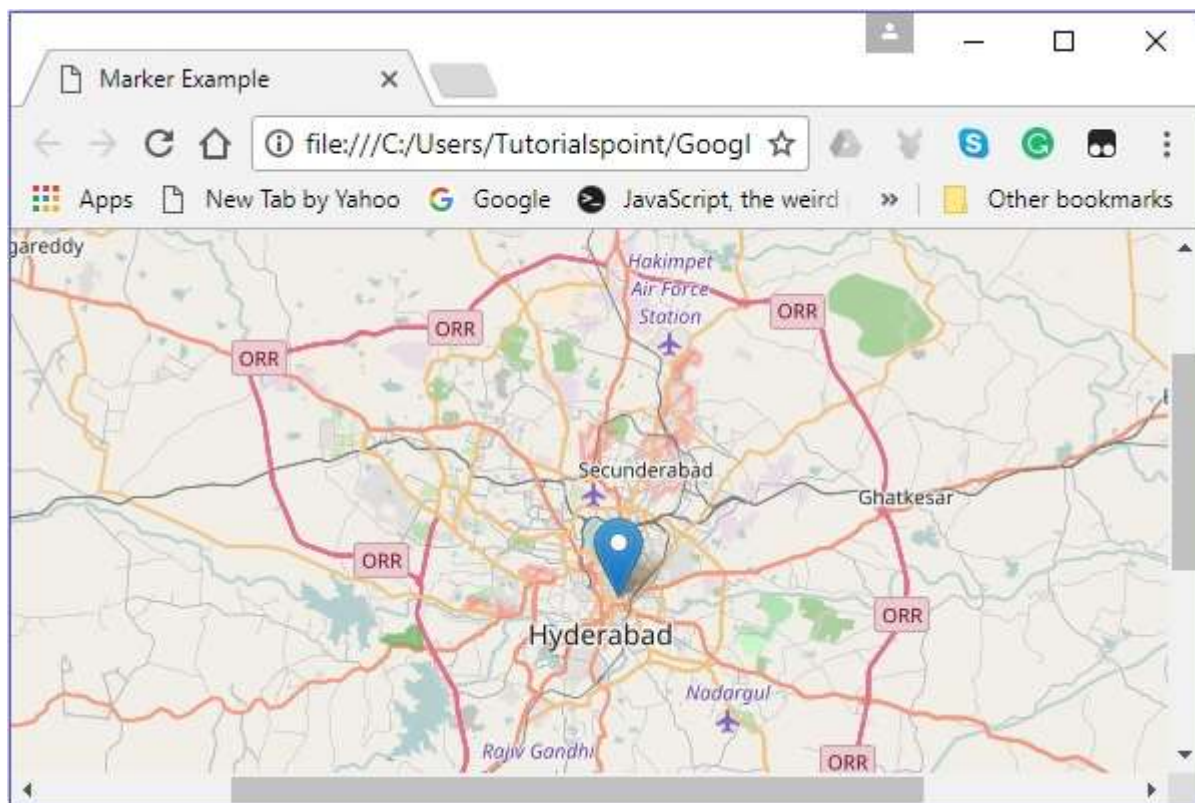 Marker Example
file:///C:/Users/Tutorialspoint/Googl
Apps New Tab by Yahoo Google JavaScript, the weird Other bookmarks
gareddy
Hakimpet
Air Force
Station
ORR
ORR
ORR
Secunderabad
Ghatkesar
ORR
ORR
Hyderabad
Nadargul
Rajiv Gandhi
ORR